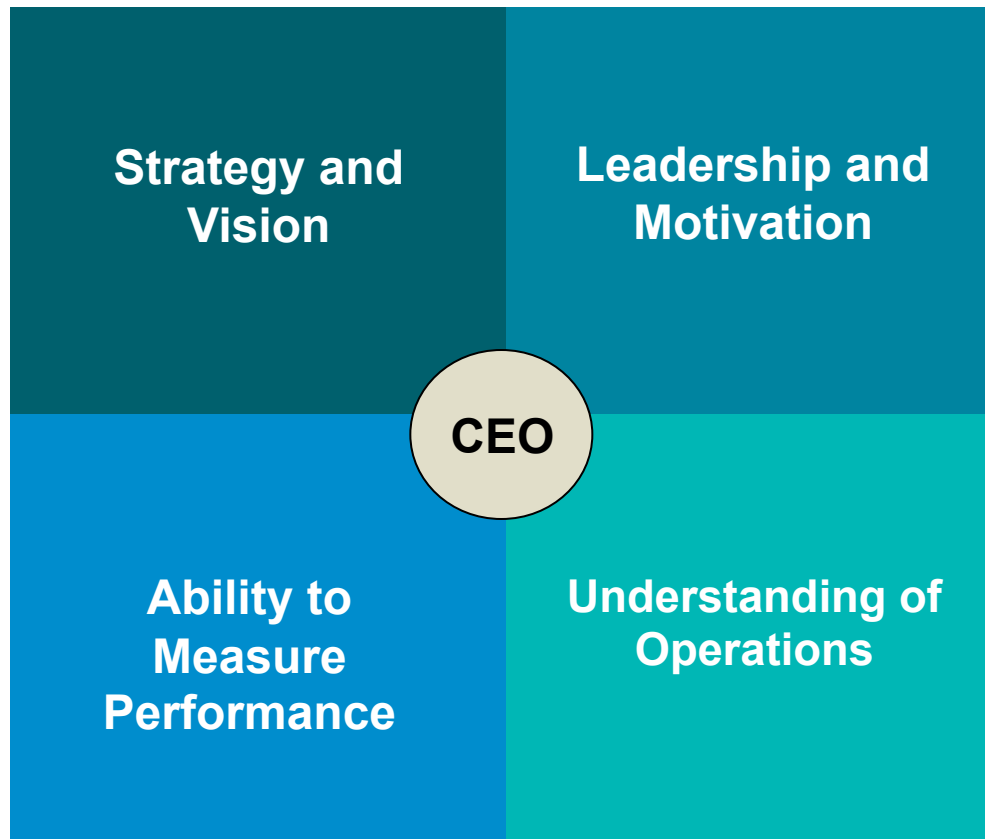 Strategy and
Vision
Leadership and
Motivation
CEO
Ability to
Measure
Performance
Understanding of
Operations